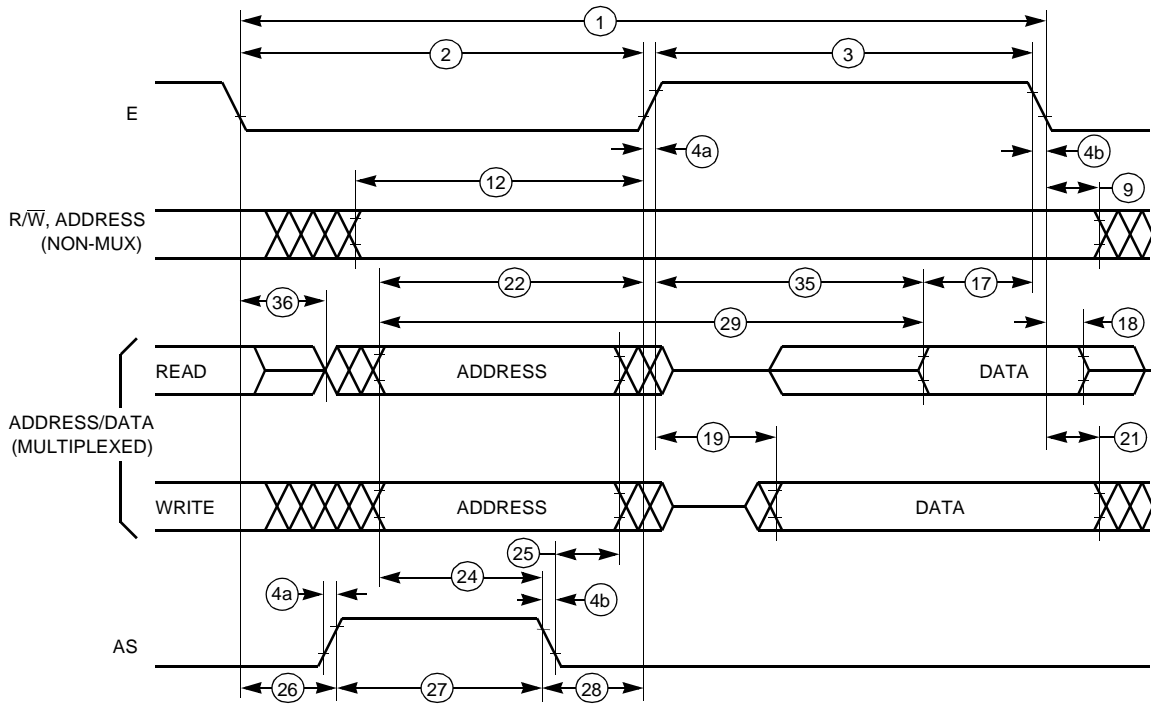 1
2
3
E
4a
4b
12
9
R/W̅, ADDRESS
(NON-MUX)
22
35
17
36
29
18
READ
ADDRESS
DATA
ADDRESS/DATA
(MULTIPLEXED)
19
21
WRITE
ADDRESS
DATA
25
24
4a
4b
AS
26
27
28